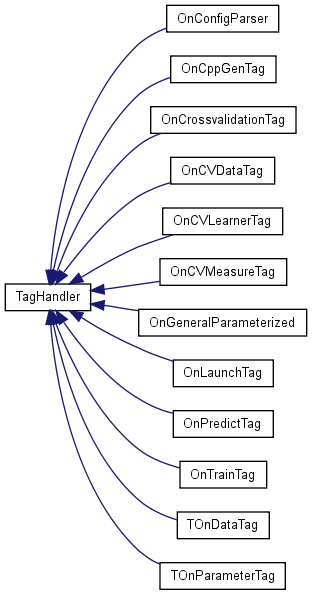 OnConfigParser
OnCppGenTag
OnCrossvalidationTag
OnCVDataTag
OnCVLearnerTag
OnCVMeasureTag
TagHandler
OnGeneralParameterized
OnLaunchTag
OnPredictTag
OnTrainTag
TOnDataTag
TOnParameterTag